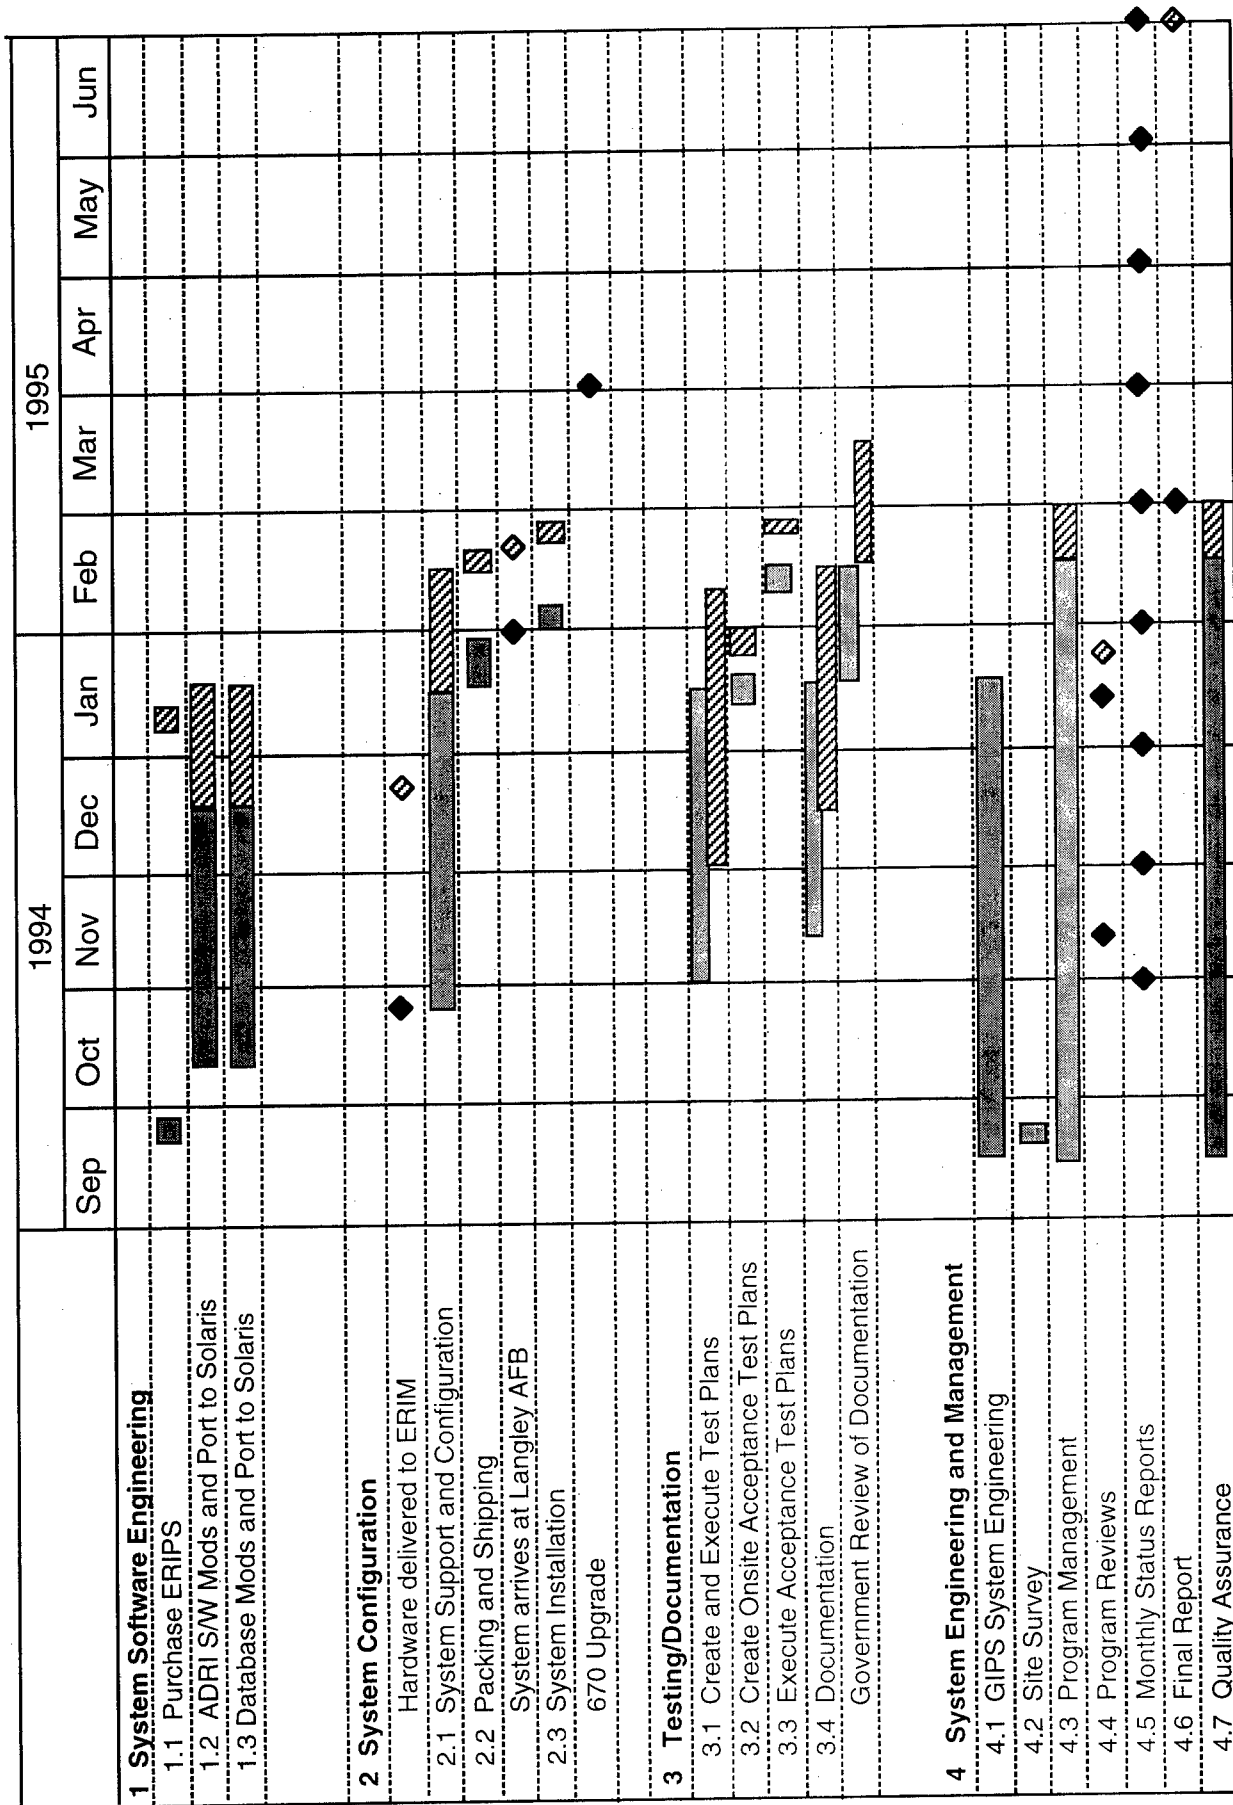 1994
1995
Sep Oct Nov Dec Jan Feb Mar Apr May Jun
1 System Software Engineering
1.1 Purchase ERIPS
1.2 ADRI S/W Mods and Port to Solaris
1.3 Database Mods and Port to Solaris
2 System Configuration
Hardware delivered to ERIM
2.1 System Support and Configuration
2.2 Packing and Shipping
System arrives at Langley AFB
2.3 System Installation
670 Upgrade
3 Testing/Documentation
3.1 Create and Execute Test Plans
3.2 Create Onsite Acceptance Test Plans
3.3 Execute Acceptance Test Plans
3.4 Documentation
Government Review of Documentation
4 System Engineering and Management
4.1 GIPS System Engineering
4.2 Site Survey
4.3 Program Management
4.4 Program Reviews
4.5 Monthly Status Reports
4.6 Final Report
4.7 Quality Assurance